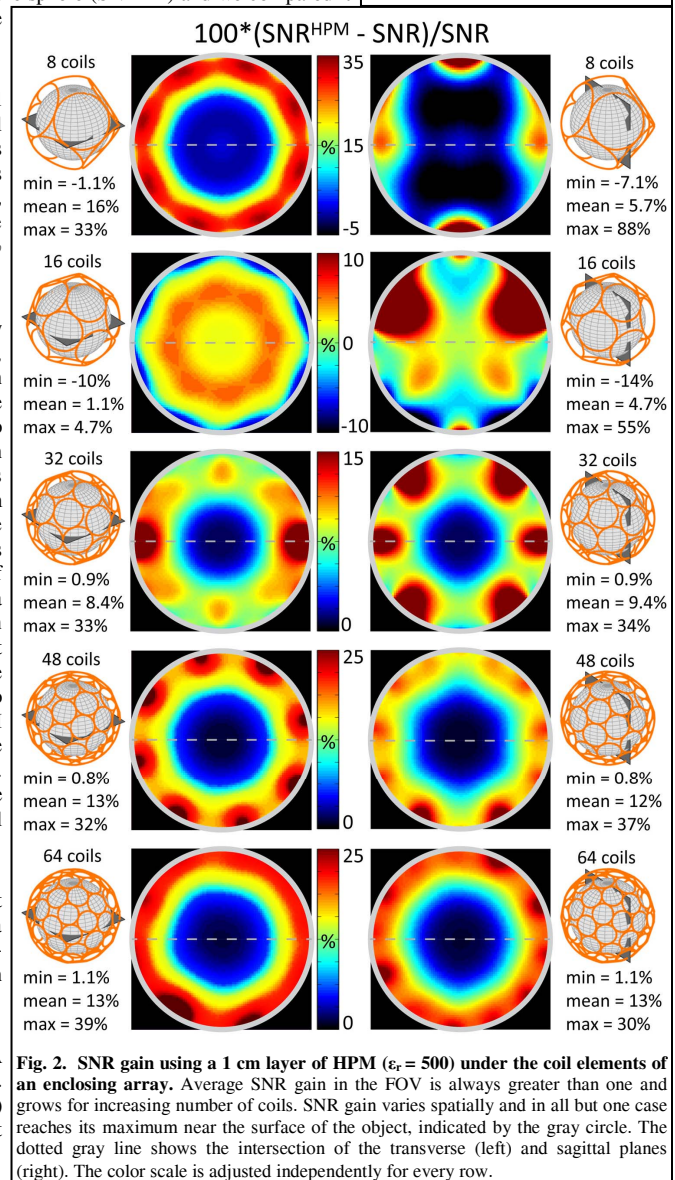 100*(SNR^HPM - SNR)/SNR
8 coils
min = -1.1%
mean = 16%
max = 33%
35
%
15
-5
8 coils
min = -7.1%
mean = 5.7%
max = 88%
16 coils
min = -10%
mean = 1.1%
max = 4.7%
10
%
0
-10
16 coils
min = -14%
mean = 4.7%
max = 55%
32 coils
min = 0.9%
mean = 8.4%
max = 33%
15
%
0
32 coils
min = 0.9%
mean = 9.4%
max = 34%
48 coils
min = 0.8%
mean = 13%
max = 32%
25
%
0
48 coils
min = 0.8%
mean = 12%
max = 37%
64 coils
min = 1.1%
mean = 13%
max = 39%
25
%
0
64 coils
min = 1.1%
mean = 13%
max = 30%
Fig. 2. SNR gain using a 1 cm layer of HPM (εr = 500) under the coil elements of
an enclosing array. Average SNR gain in the FOV is always greater than one and
grows for increasing number of coils. SNR gain varies spatially and in all but one case
reaches its maximum near the surface of the object, indicated by the gray circle. The
dotted gray line shows the intersection of the transverse (left) and sagittal planes
(right). The color scale is adjusted independently for every row.